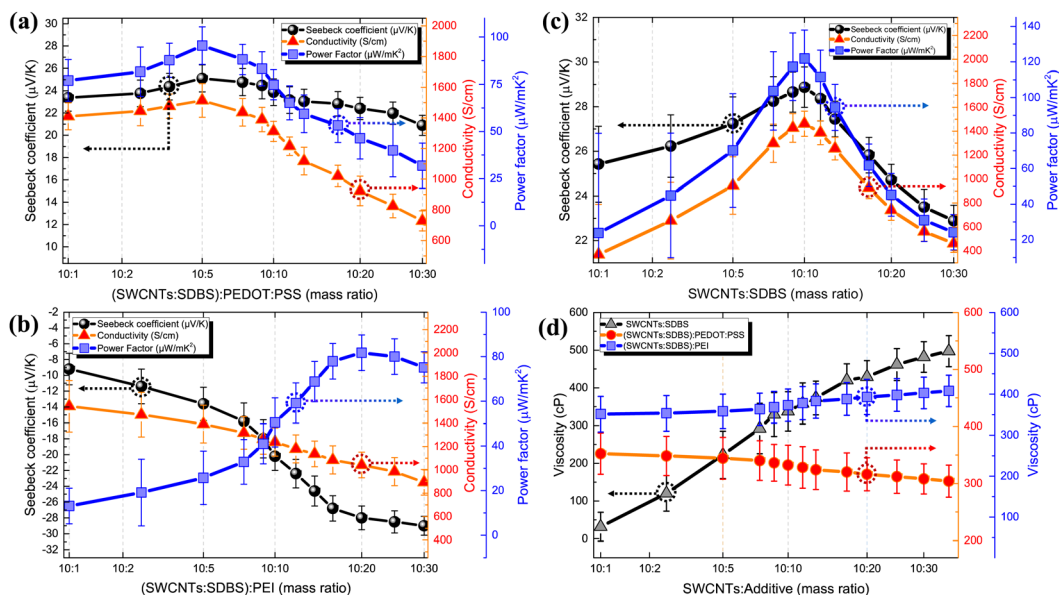 (a)
Seebeck coefficient (µV/K)
Conductivity (S/cm)
Power Factor (µW/mK²)
Seebeck coefficient (µV/K)
30
28
26
24
22
20
18
16
14
12
10
2000
1800
1600
1400
1200
1000
800
600
Conductivity (S/cm)
100
75
50
25
0
Power factor (µW/mK²)
10:1 10:2 10:5 10:10 10:20 10:30
(SWCNTs:SDBS):PEDOT:PSS (mass ratio)
(c)
Seebeck coefficient (µV/K)
Conductivity (S/cm)
Power Factor (µW/mK²)
Seebeck coefficient (µV/K)
32
30
28
26
24
22
2200
2000
1800
1600
1400
1200
1000
800
600
400
Conductivity (S/cm)
140
120
100
80
60
40
20
Power factor (µW/mK²)
10:1 10:2 10:5 10:10 10:20 10:30
SWCNTs:SDBS (mass ratio)
(b)
Seebeck coefficient (µV/K)
Conductivity (S/cm)
Power Factor (µW/mK²)
Seebeck coefficient (µV/K)
-2
-4
-6
-8
-10
-12
-14
-16
-18
-20
-22
-24
-26
-28
-30
-32
2200
2000
1800
1600
1400
1200
1000
800
600
400
Conductivity (S/cm)
100
80
60
40
20
0
Power factor (µW/mK²)
10:1 10:2 10:5 10:10 10:20 10:30
(SWCNTs:SDBS):PEI (mass ratio)
(d)
SWCNTs:SDBS
(SWCNTs:SDBS):PEDOT:PSS
(SWCNTs:SDBS):PEI
Viscosity (cP)
600
500
400
300
200
100
0
600
500
400
300
200
Viscosity (cP)
600
500
400
300
200
100
0
Viscosity (cP)
10:1 10:2 10:5 10:10 10:20 10:30
SWCNTs:Additive (mass ratio)